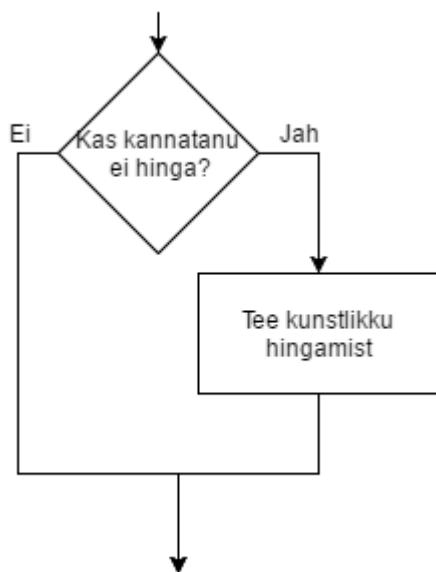 Ei
Kas kannatanu
ei hinga?
Jah
Tee kunstlikku
hingamist